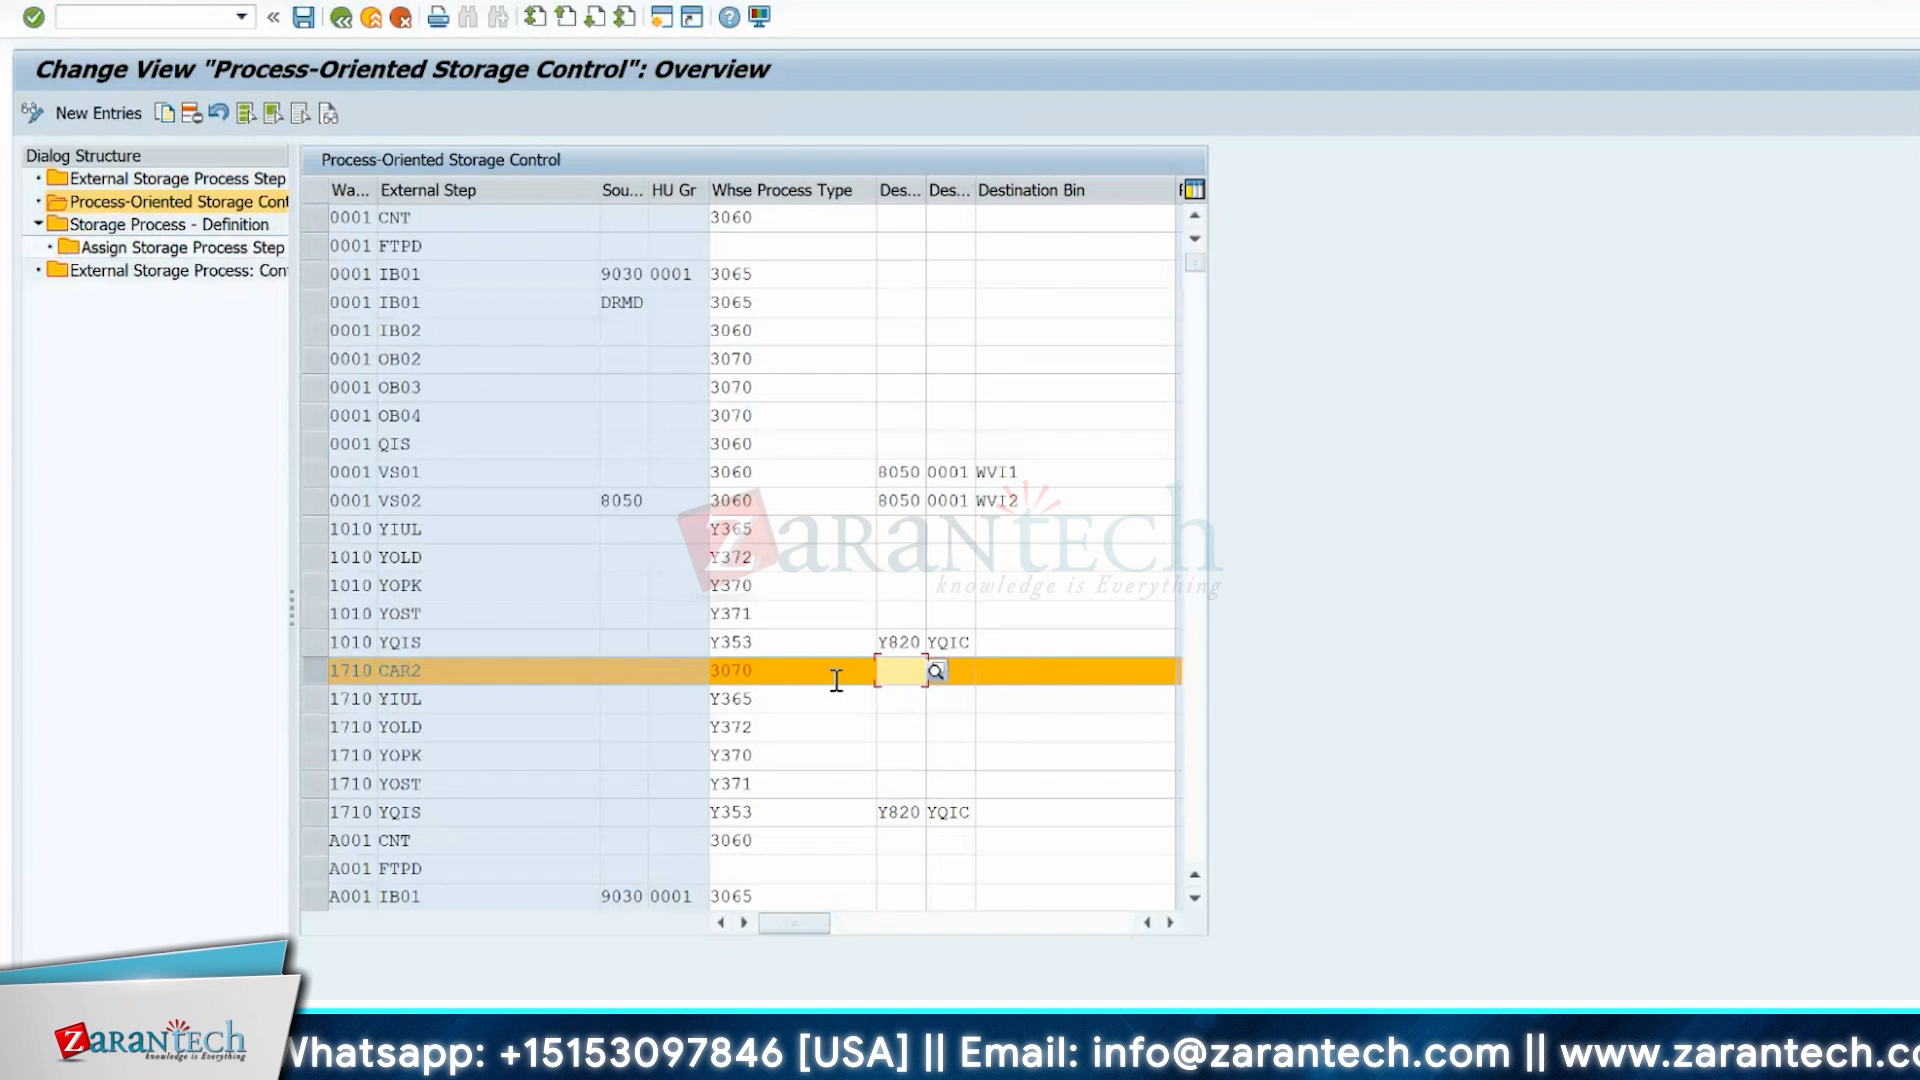 Change View "Process-Oriented Storage Control": Overview
New Entries
Dialog Structure
External Storage Process Step
Process-Oriented Storage Cont
Storage Process - Definition
Assign Storage Process Step
External Storage Process: Con
Process-Oriented Storage Control
Wa... External Step Sou... HU Gr Whse Process Type Des... Des... Destination Bin
0001 CNT 3060
0001 FTPD
0001 IB01 9030 0001 3065
0001 IB01 DRMD 3065
0001 IB02 3060
0001 OB02 3070
0001 OB03 3070
0001 OB04 3070
0001 QIS 3060
0001 VS01 3060 8050 0001 WVI1
0001 VS02 8050 3060 8050 0001 WVI2
1010 YIUL Y365
1010 YOLD Y372
1010 YOPK Y370
1010 YOST Y371
1010 YQIS Y353 Y820 YQIC
1710 CAR2 3070
1710 YIUL Y365
1710 YOLD Y372
1710 YOPK Y370
1710 YOST Y371
1710 YQIS Y353 Y820 YQIC
A001 CNT 3060
A001 FTPD
A001 IB01 9030 0001 3065
ZaranTech
knowledge is Everything
ZaranTech
knowledge is Everything
Whatsapp: +15153097846 [USA] || Email: info@zarantech.com || www.zarantech.co